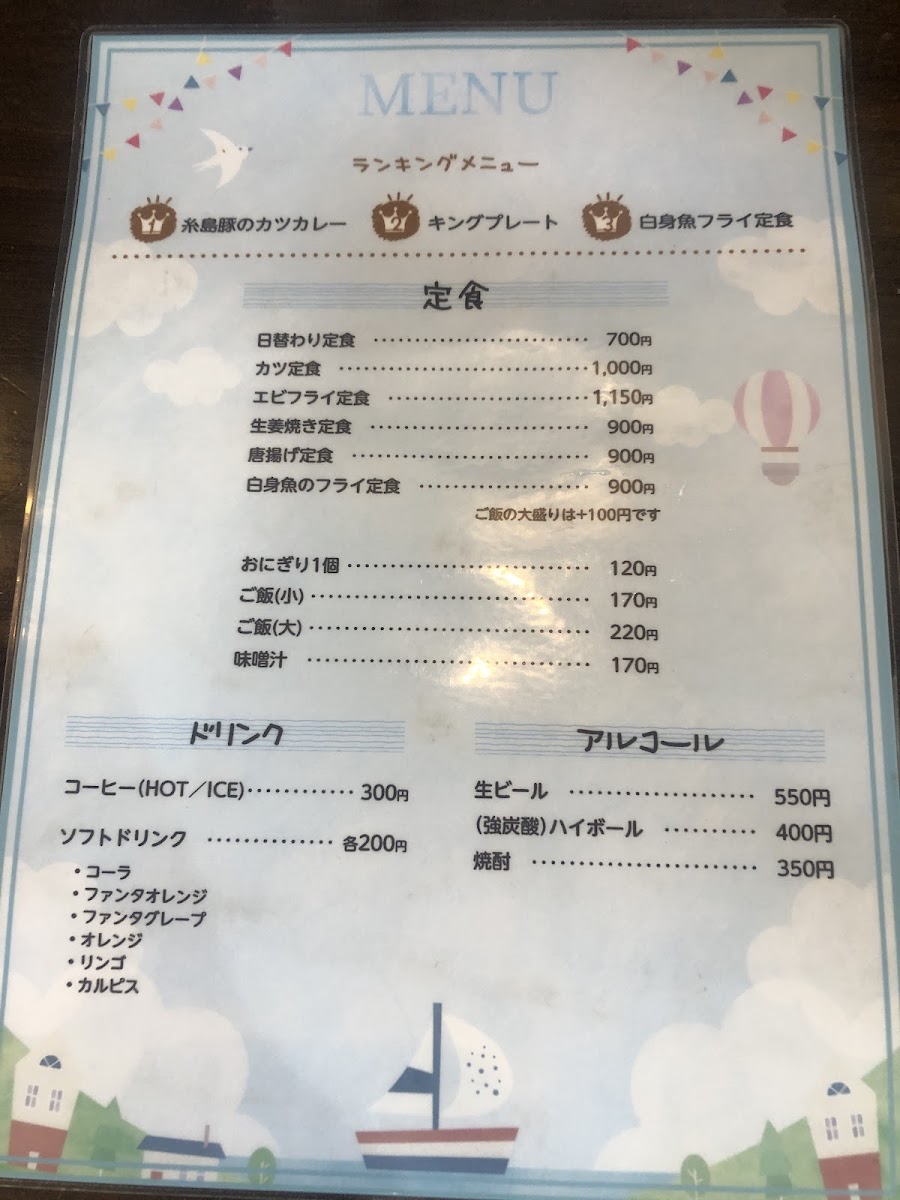 MENU
ランキングメニュー
1 糸島豚のカツカレー 2 キングプレート 3 白身魚フライ定食
定食
日替わり定食 ････････････････････････････ 700円
カツ定食 ････････････････････････････････ 1,000円
エビフライ定食 ･･････････････････････････ 1,150円
生姜焼き定食 ････････････････････････････ 900円
唐揚げ定食 ･･････････････････････････････ 900円
白身魚のフライ定食 ･･････････････････････ 900円
ご飯の大盛りは+100円です
おにぎり1個 ･････････････････････････････ 120円
ご飯(小) ････････････････････････････････ 170円
ご飯(大) ････････････････････････････････ 220円
味噌汁 ･･････････････････････････････････ 170円
ドリンク
コーヒー(HOT／ICE)････････････ 300円
ソフトドリンク ･･････････････ 各200円
・コーラ
・ファンタオレンジ
・ファンタグレープ
・オレンジ
・リンゴ
・カルピス
アルコール
生ビール ････････････････････ 550円
(強炭酸)ハイボール ･･････････ 400円
焼酎 ････････････････････････ 350円